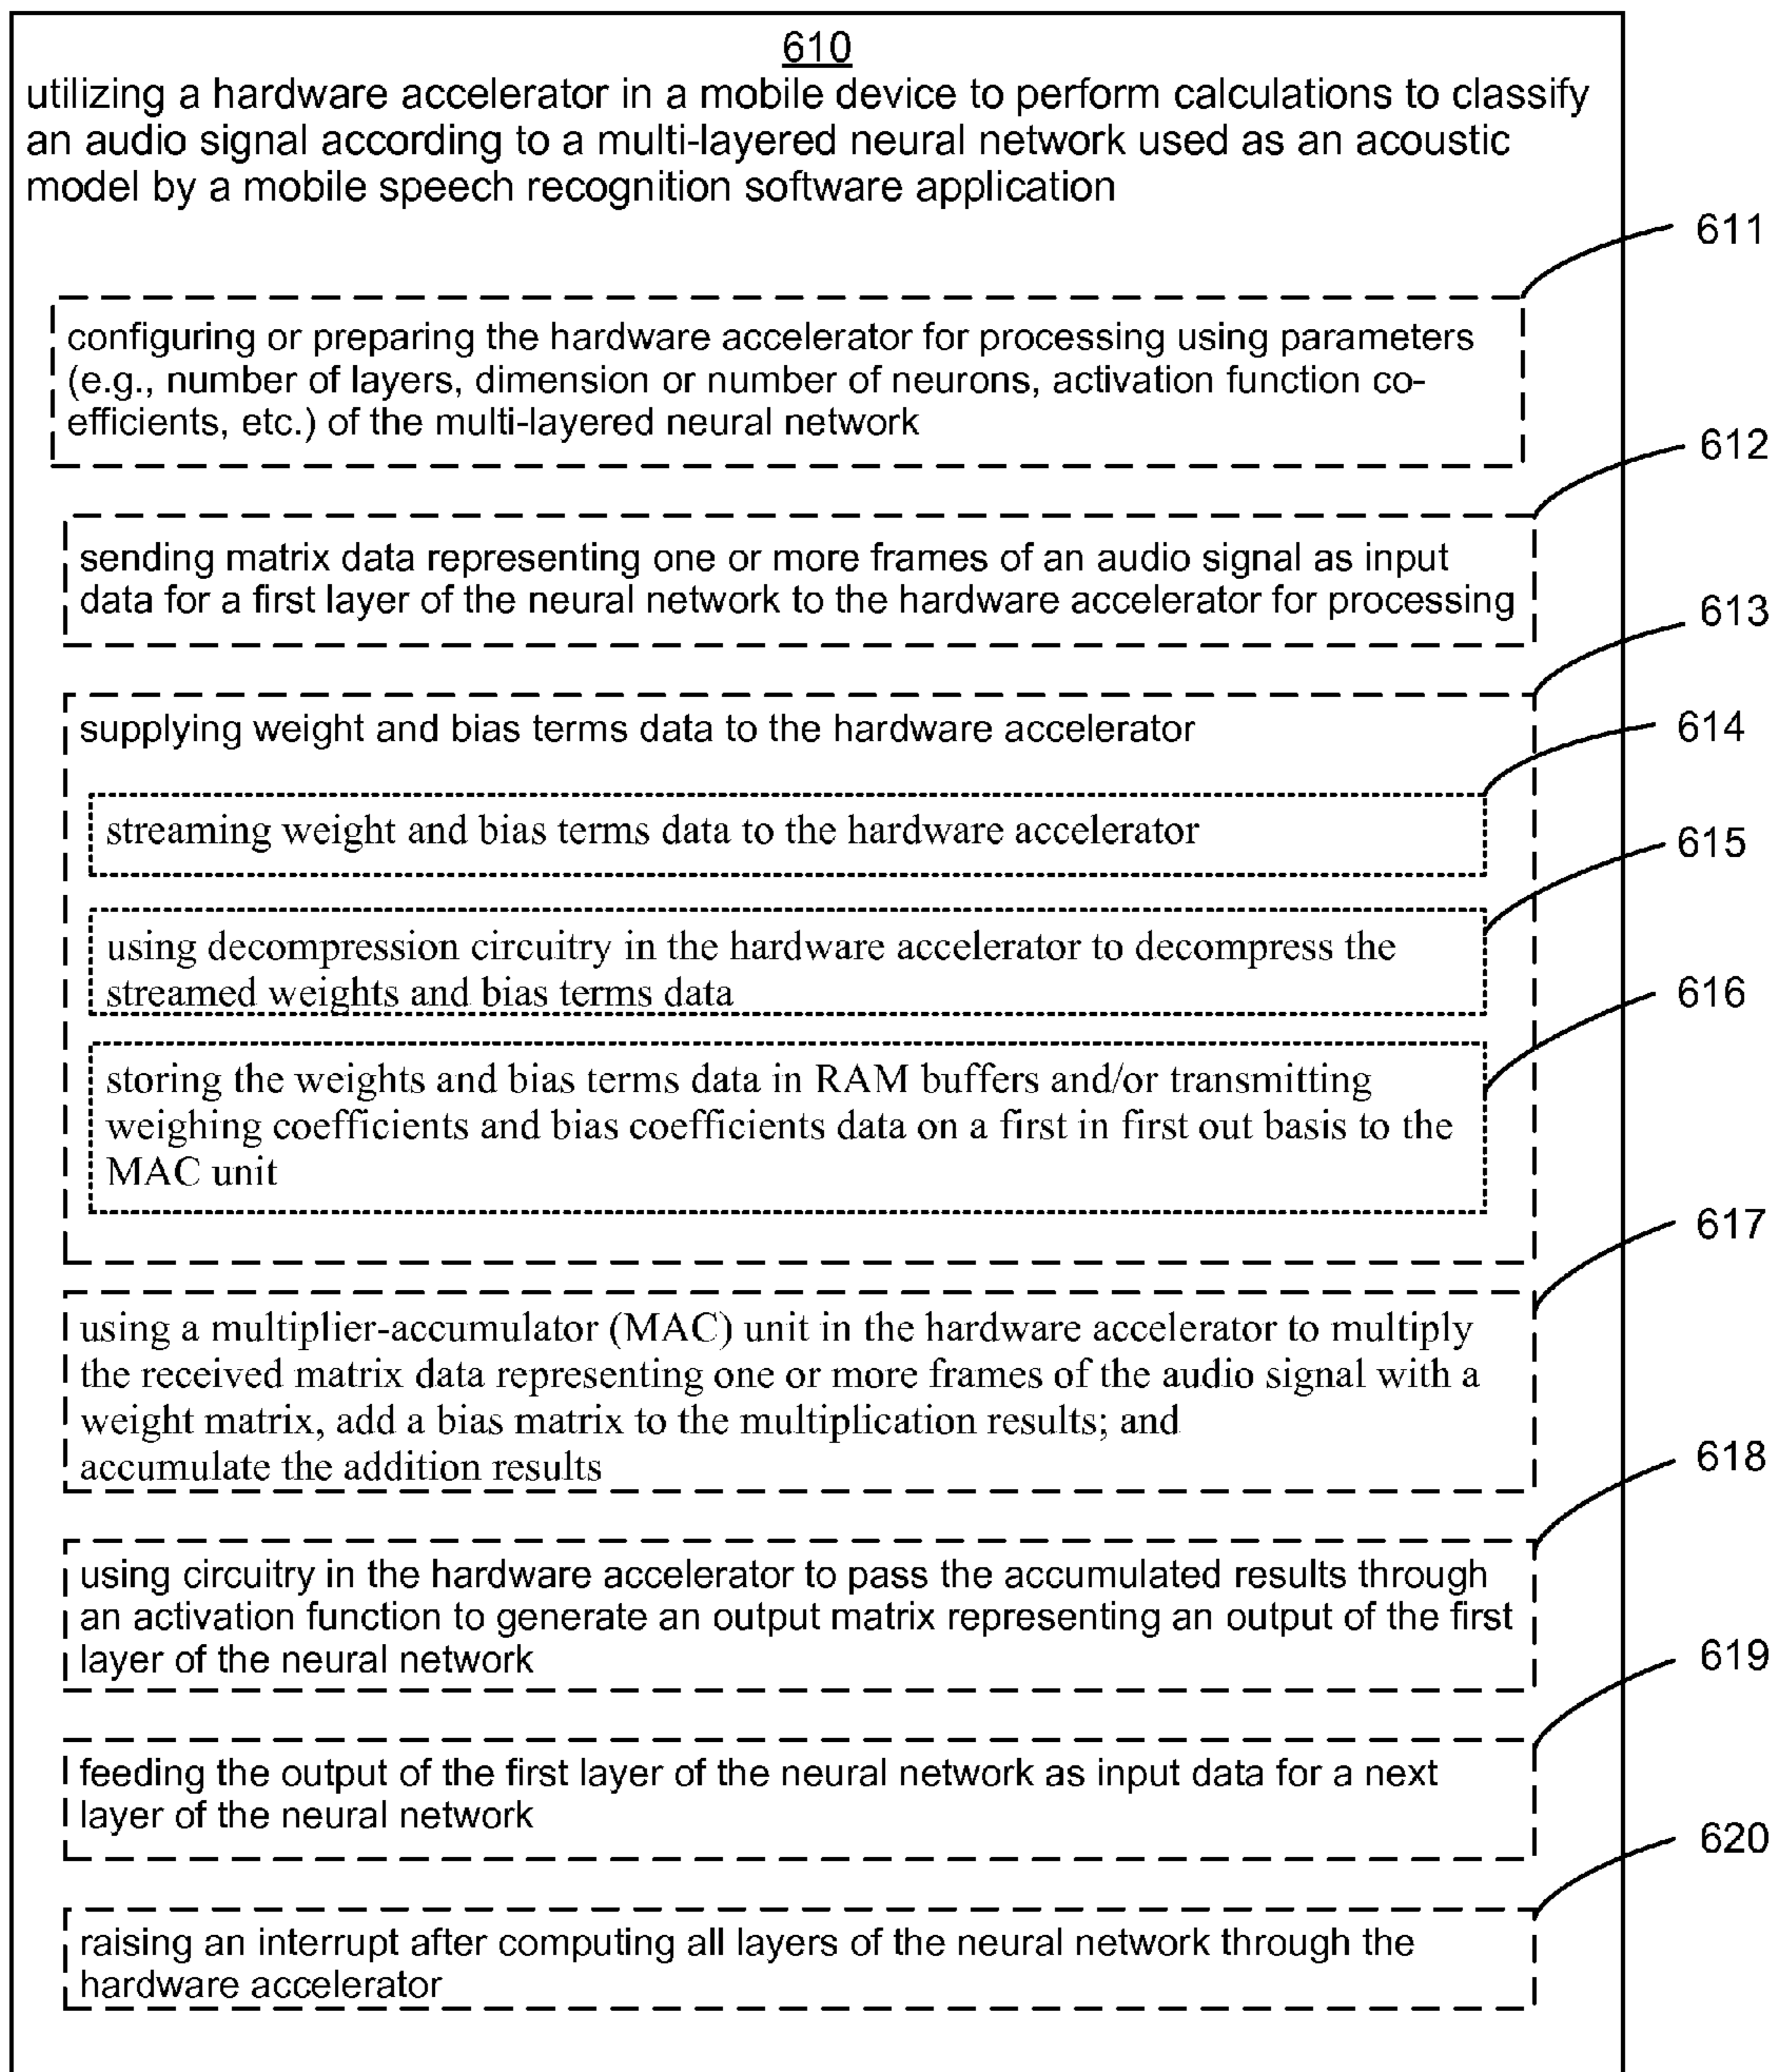 610
utilizing a hardware accelerator in a mobile device to perform calculations to classify
an audio signal according to a multi-layered neural network used as an acoustic
model by a mobile speech recognition software application
611
configuring or preparing the hardware accelerator for processing using parameters
(e.g., number of layers, dimension or number of neurons, activation function co-
efficients, etc.) of the multi-layered neural network
612
sending matrix data representing one or more frames of an audio signal as input
data for a first layer of the neural network to the hardware accelerator for processing
613
supplying weight and bias terms data to the hardware accelerator
614
streaming weight and bias terms data to the hardware accelerator
615
using decompression circuitry in the hardware accelerator to decompress the
streamed weights and bias terms data
616
storing the weights and bias terms data in RAM buffers and/or transmitting
weighing coefficients and bias coefficients data on a first in first out basis to the
MAC unit
617
using a multiplier-accumulator (MAC) unit in the hardware accelerator to multiply
the received matrix data representing one or more frames of the audio signal with a
weight matrix, add a bias matrix to the multiplication results; and
accumulate the addition results
618
using circuitry in the hardware accelerator to pass the accumulated results through
an activation function to generate an output matrix representing an output of the first
layer of the neural network
619
feeding the output of the first layer of the neural network as input data for a next
layer of the neural network
620
raising an interrupt after computing all layers of the neural network through the
hardware accelerator